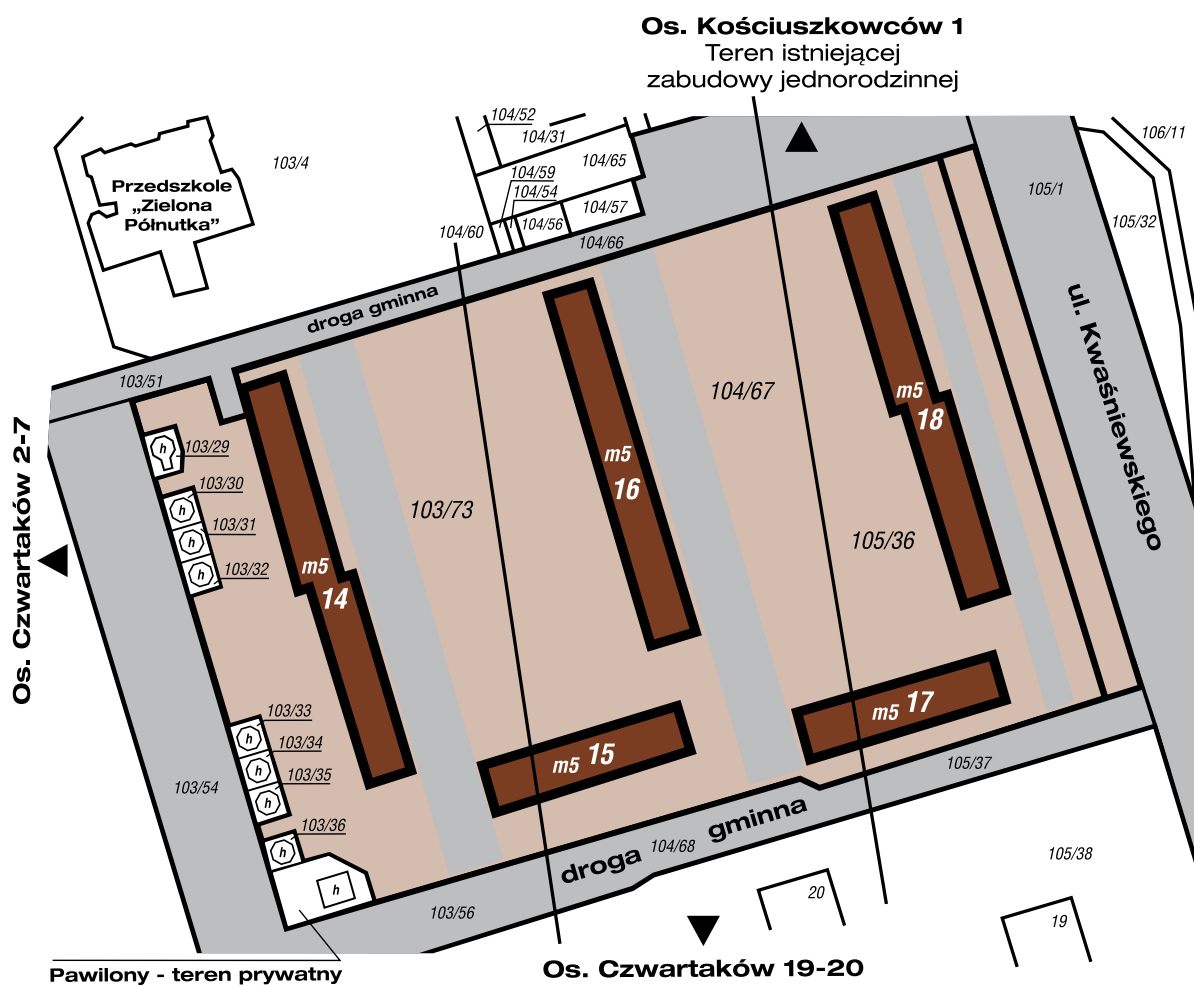 Os. Kościuszkowców 1
Teren istniejącej
zabudowy jednorodzinnej
104/52
104/31
106/11
103/4
104/65
104/59
104/54
105/1
Przedszkole
„Zielona
Półnutka”
104/57
104/56
105/32
104/60
104/66
droga gminna
ul. Kwaśniewskiego
103/51
104/67
m5
18
Os. Czwartaków 2-7
h
103/29
m5
16
103/30
h
103/73
103/31
h
105/36
103/32
h
m5
14
103/33
h
m5 17
103/34
h
m5 15
103/35
h
105/37
103/54
103/36
h
droga gminna
104/68
105/38
h
20
103/56
19
Os. Czwartaków 19-20
Pawilony - teren prywatny